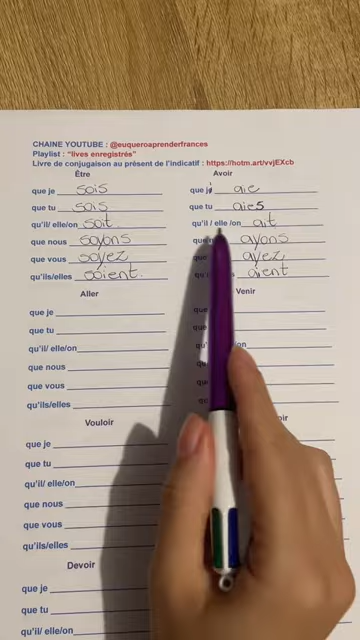 CHAINE YOUTUBE : @euqueroaprenderfrances
Playlist : "lives enregistrés"
Livre de conjugaison au présent de l'indicatif : https://hotm.art/vvjEXcb
Être
que je sois
que tu sois
qu'il/ elle/on soit
que nous soyons
que vous soyez
qu'ils/elles soient.
Avoir
que j' aie
que tu aies
qu'il / elle /on ait
ayons
ayez,
aient
Aller
que je
que tu
qu'il/ elle/on
que nous
que vous
qu'ils/elles
Venir
Vouloir
que je
que tu
qu'il/ elle/on
que nous
que vous
qu'ils/elles
Devoir
que je
que tu
qu'il/ elle/on